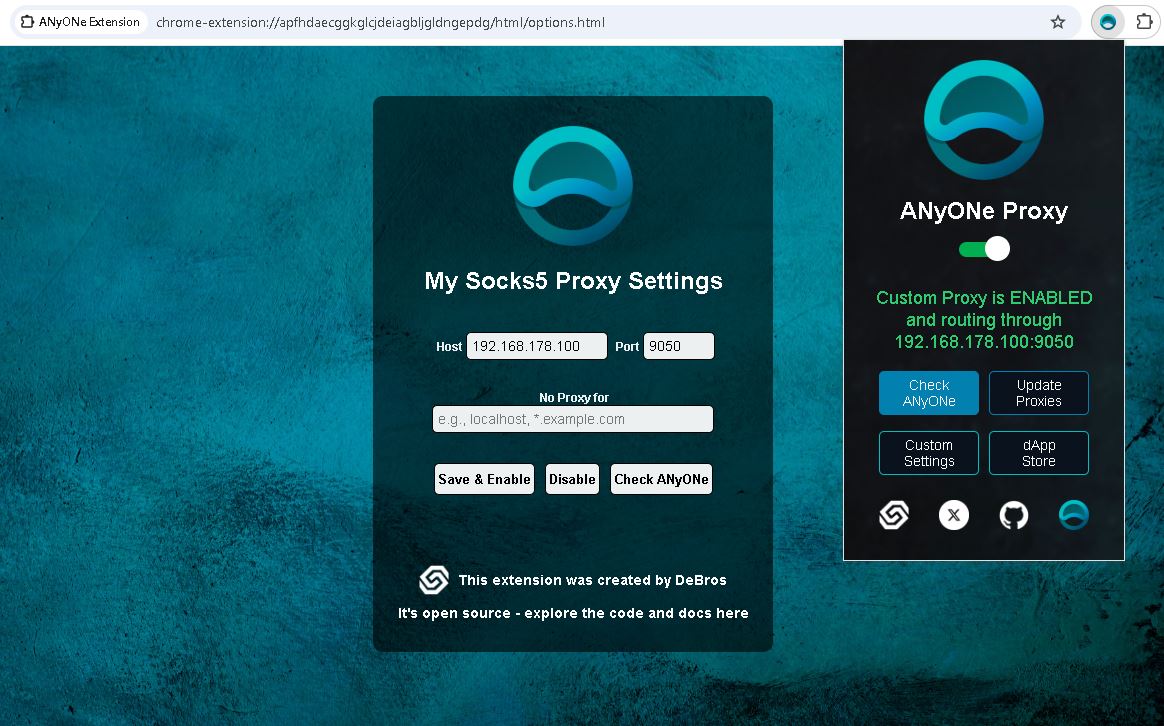 ANyONe Extension
chrome-extension://apfhdaecggkglcjdeiagbljgldngepdg/html/options.html
My Socks5 Proxy Settings
Host 192.168.178.100 Port 9050
No Proxy for
e.g., localhost, *.example.com
Save & Enable Disable Check ANyONe
This extension was created by DeBros
It's open source - explore the code and docs here
ANyONe Proxy
Custom Proxy is ENABLED
and routing through
192.168.178.100:9050
Check
ANyONe
Update
Proxies
Custom
Settings
dApp
Store
X